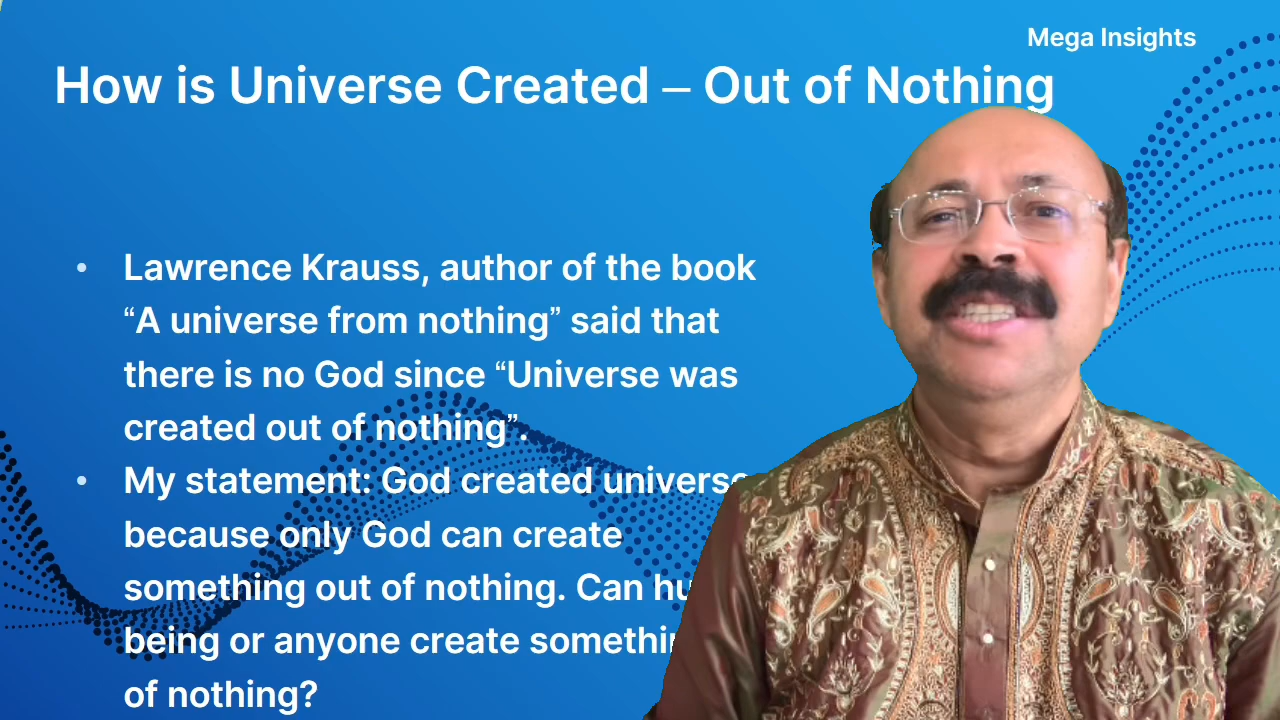 Mega Insights
How is Universe Created – Out of Nothing
• Lawrence Krauss, author of the book
“A universe from nothing” said that
there is no God since “Universe was
created out of nothing”.
• My statement: God created universe
because only God can create
something out of nothing. Can hu
being or anyone create somethin
of nothing?